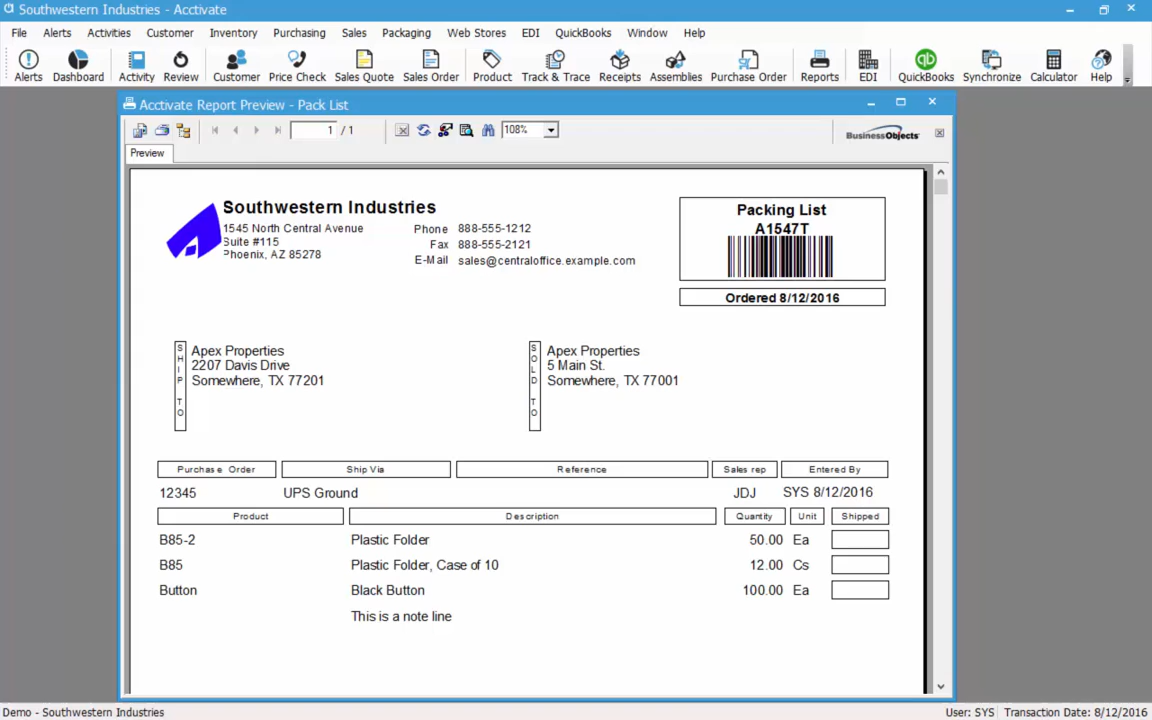 Southwestern Industries - Acctivate
File Alerts Activities Customer Inventory Purchasing Sales Packaging Web Stores EDI QuickBooks Window Help
Alerts Dashboard Activity Review Customer Price Check Sales Quote Sales Order Product Track & Trace Receipts Assemblies Purchase Order Reports EDI QuickBooks Synchronize Calculator Help
Acctivate Report Preview - Pack List
1 / 1 108% BusinessObjects
Preview
Southwestern Industries
1545 North Central Avenue
Suite #115
Phoenix, AZ 85278
Phone 888-555-1212
Fax 888-555-2121
E-Mail sales@centraloffice.example.com
Packing List
A1547T
Ordered 8/12/2016
SHIP TO
Apex Properties
2207 Davis Drive
Somewhere, TX 77201
SOLD TO
Apex Properties
5 Main St.
Somewhere, TX 77001
Purchase Order Ship Via Reference Sales rep Entered By
12345 UPS Ground JDJ SYS 8/12/2016
Product Description Quantity Unit Shipped
B85-2 Plastic Folder 50.00 Ea
B85 Plastic Folder, Case of 10 12.00 Cs
Button Black Button 100.00 Ea
This is a note line
Demo - Southwestern Industries User: SYS Transaction Date: 8/12/2016